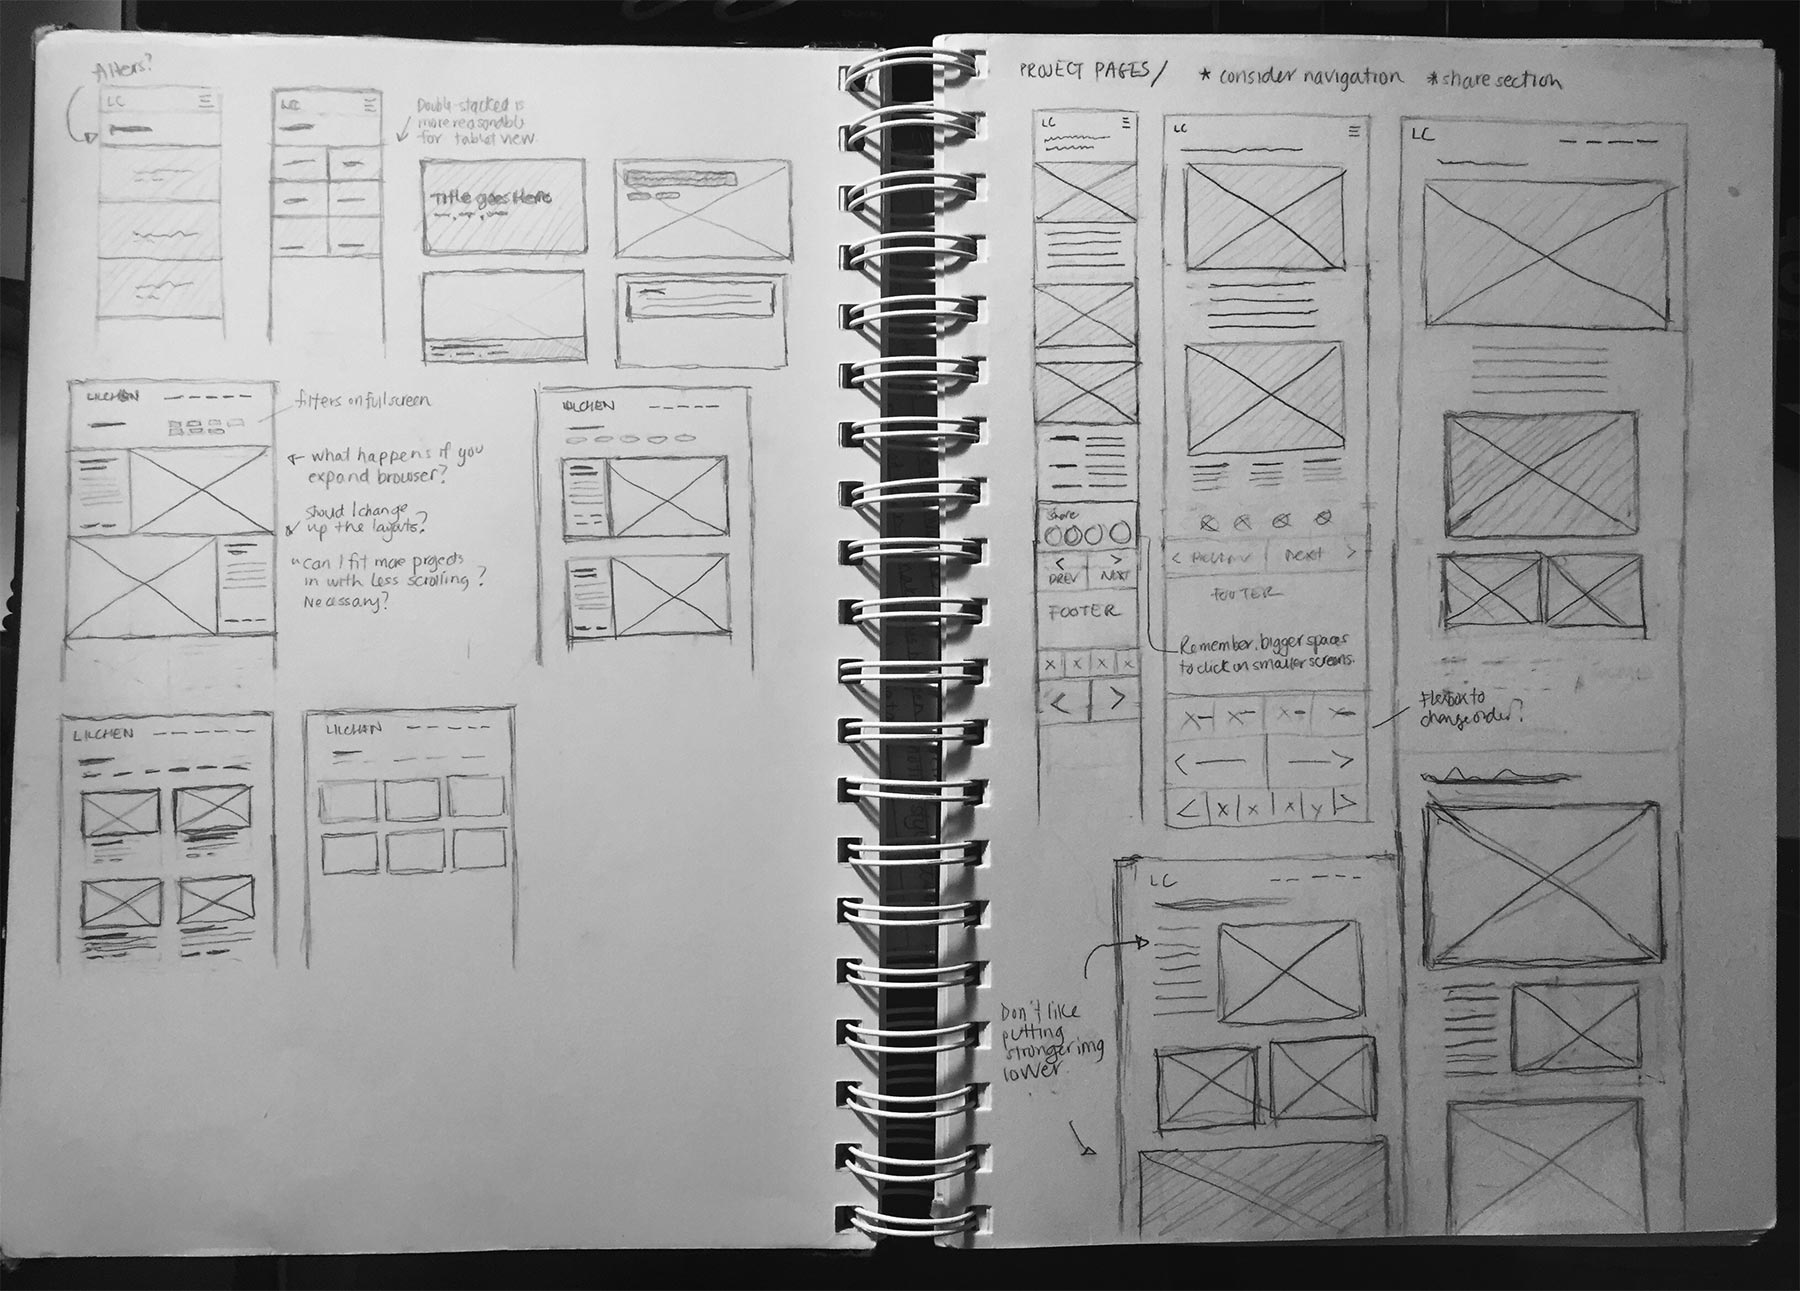 filters?
LC
LC
Double-stacked is
more reasonable
for tablet view.
Title goes Here
LILCHEN
filters on full screen
← what happens if you
expand browser?
should I change
up the layouts?
"can I fit more projects
in with less scrolling?
Necessary?
LILCHEN
LILCHEN
LILCHEN
PROJECT PAGES/ * consider navigation * share section
LC
LC
LC
share
< >
PREV NEXT
FOOTER
X X X X
< >
< NEXT >
FOOTER
Remember, bigger spaces
to click on smaller screens.
X X X X
< X X X >
Flexbox to
change order?
LC
Don't like
putting
stronger img
lower.